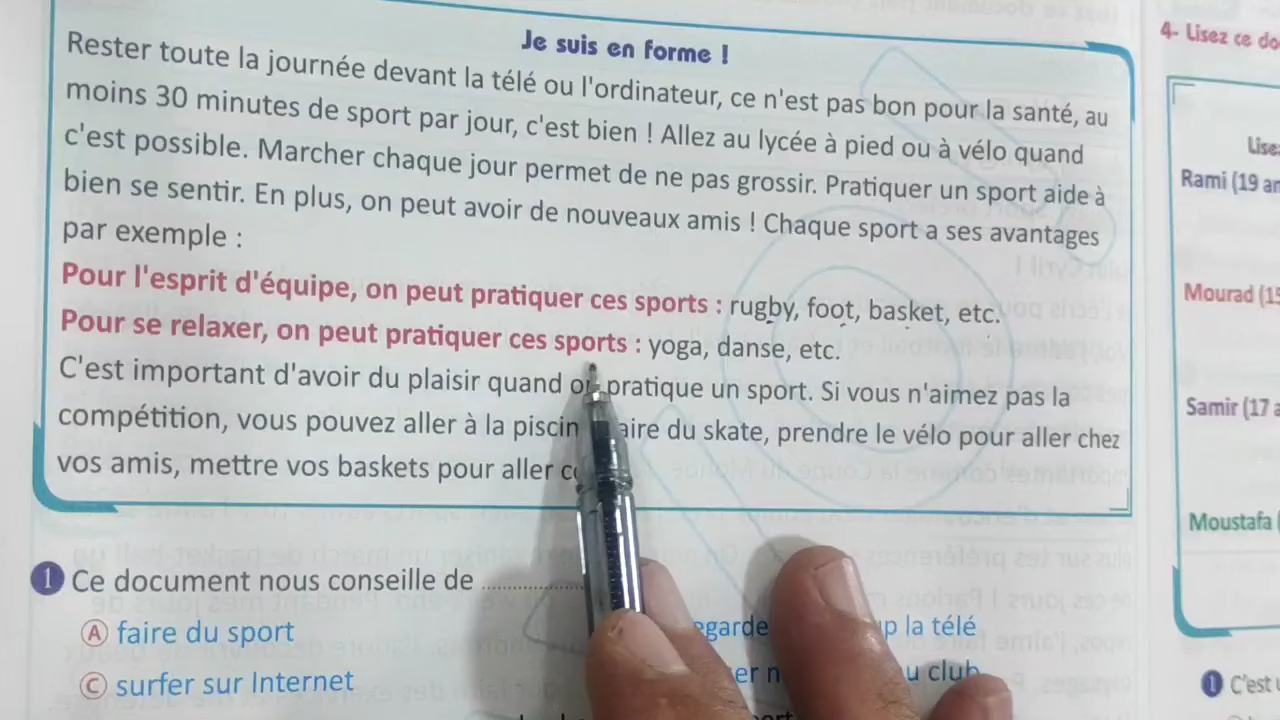 Je suis en forme !
Rester toute la journée devant la télé ou l'ordinateur, ce n'est pas bon pour la santé, au
moins 30 minutes de sport par jour, c'est bien ! Allez au lycée à pied ou à vélo quand
c'est possible. Marcher chaque jour permet de ne pas grossir. Pratiquer un sport aide à
bien se sentir. En plus, on peut avoir de nouveaux amis ! Chaque sport a ses avantages
par exemple :
Pour l'esprit d'équipe, on peut pratiquer ces sports : rugby, foot, basket, etc.
Pour se relaxer, on peut pratiquer ces sports : yoga, danse, etc.
C'est important d'avoir du plaisir quand pratique un sport. Si vous n'aimez pas la
compétition, vous pouvez aller à la du skate, prendre le vélo pour aller chez
vos amis, mettre vos baskets pour aller
1 Ce document nous conseille de ............
A faire du sport
la télé
C surfer sur Internet
club
4- Lisez ce
Rami (19
Mourad
Samir (17
Moustafa
1 C'est